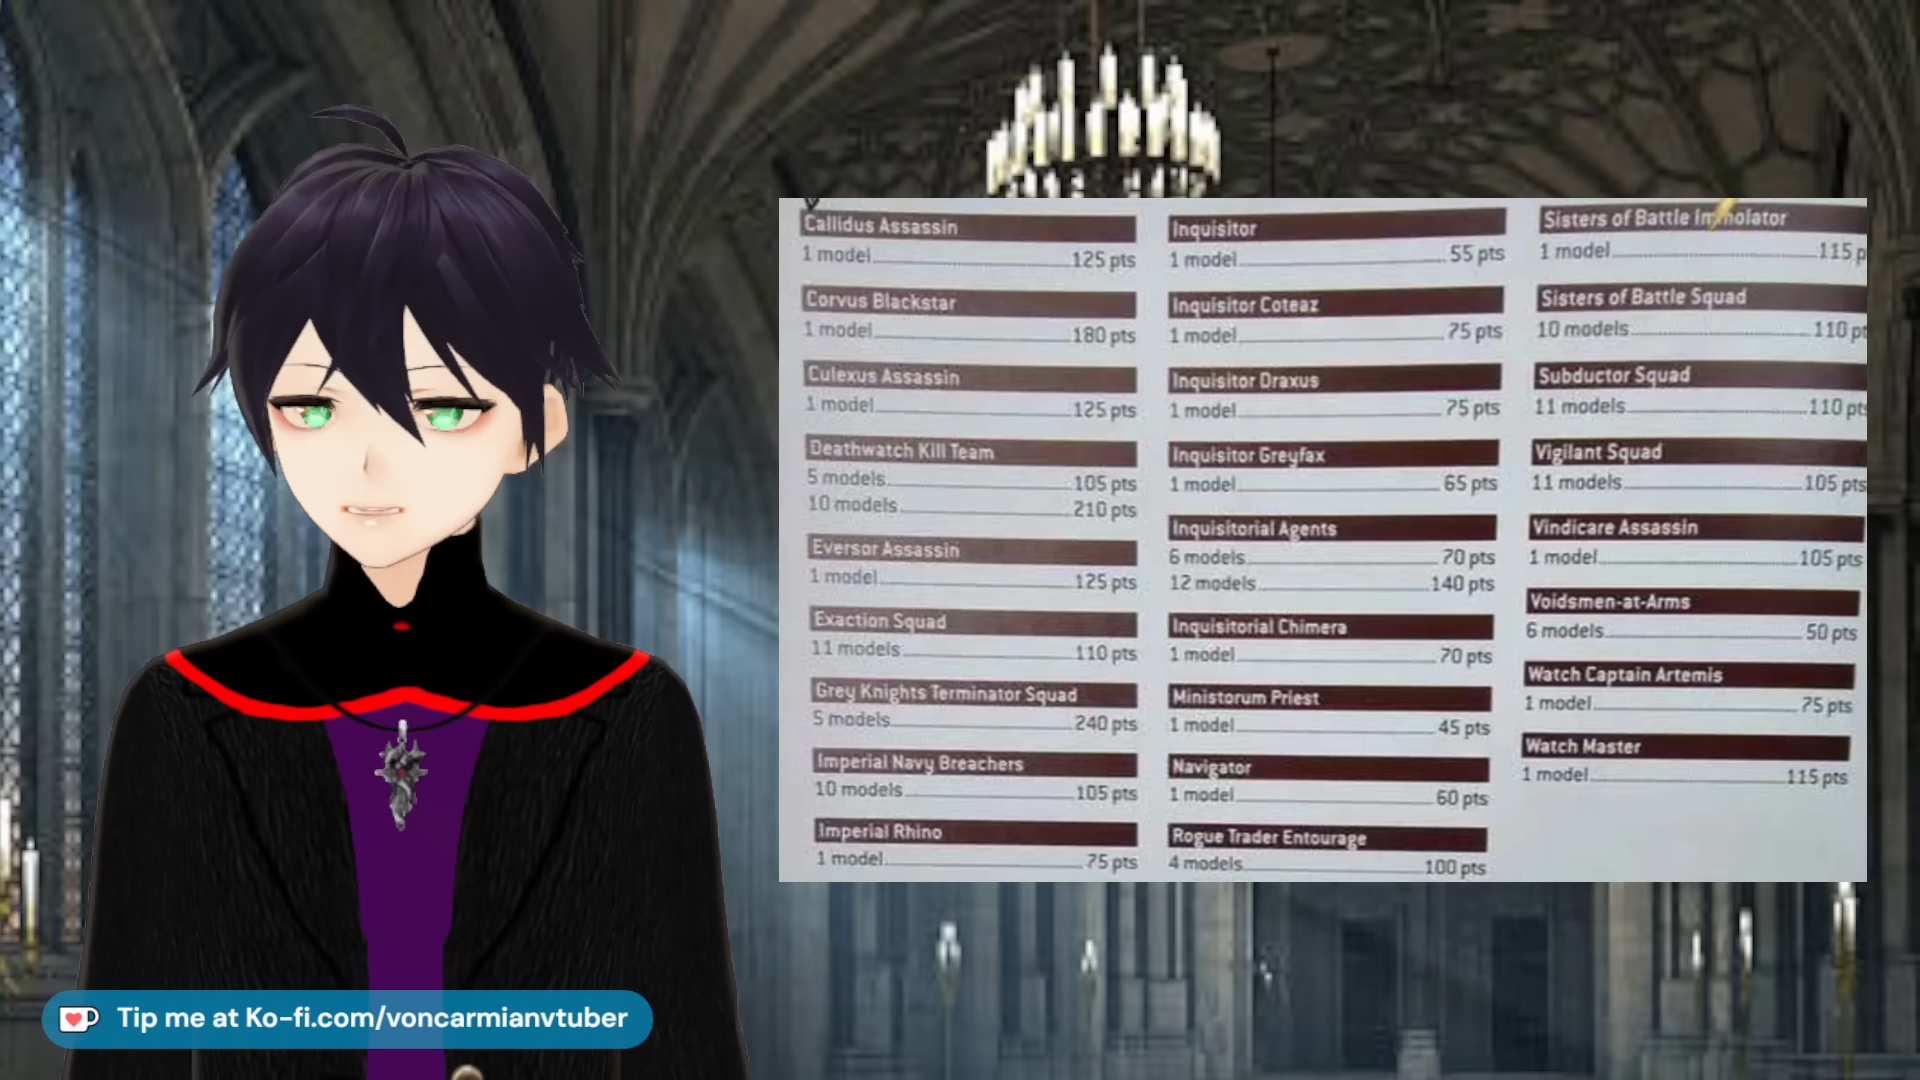 Callidus Assassin
1 model 125 pts
Corvus Blackstar
1 model 180 pts
Culexus Assassin
1 model 125 pts
Deathwatch Kill Team
5 models 105 pts
10 models 210 pts
Eversor Assassin
1 model 125 pts
Exaction Squad
11 models 110 pts
Grey Knights Terminator Squad
5 models 240 pts
Imperial Navy Breachers
10 models 105 pts
Imperial Rhino
1 model 75 pts
Inquisitor
1 model 55 pts
Inquisitor Coteaz
1 model 75 pts
Inquisitor Draxus
1 model 75 pts
Inquisitor Greyfax
1 model 65 pts
Inquisitorial Agents
6 models 70 pts
12 models 140 pts
Inquisitorial Chimera
1 model 70 pts
Ministorum Priest
1 model 45 pts
Navigator
1 model 60 pts
Rogue Trader Entourage
4 models 100 pts
Sisters of Battle Immolator
1 model 115 p
Sisters of Battle Squad
10 models 110 pt
Subductor Squad
11 models 110 pts
Vigilant Squad
11 models 105 pts
Vindicare Assassin
1 model 105 pts
Voidsmen-at-Arms
6 models 50 pts
Watch Captain Artemis
1 model 75 pts
Watch Master
1 model 115 pts
Tip me at Ko-fi.com/voncarmianvtuber